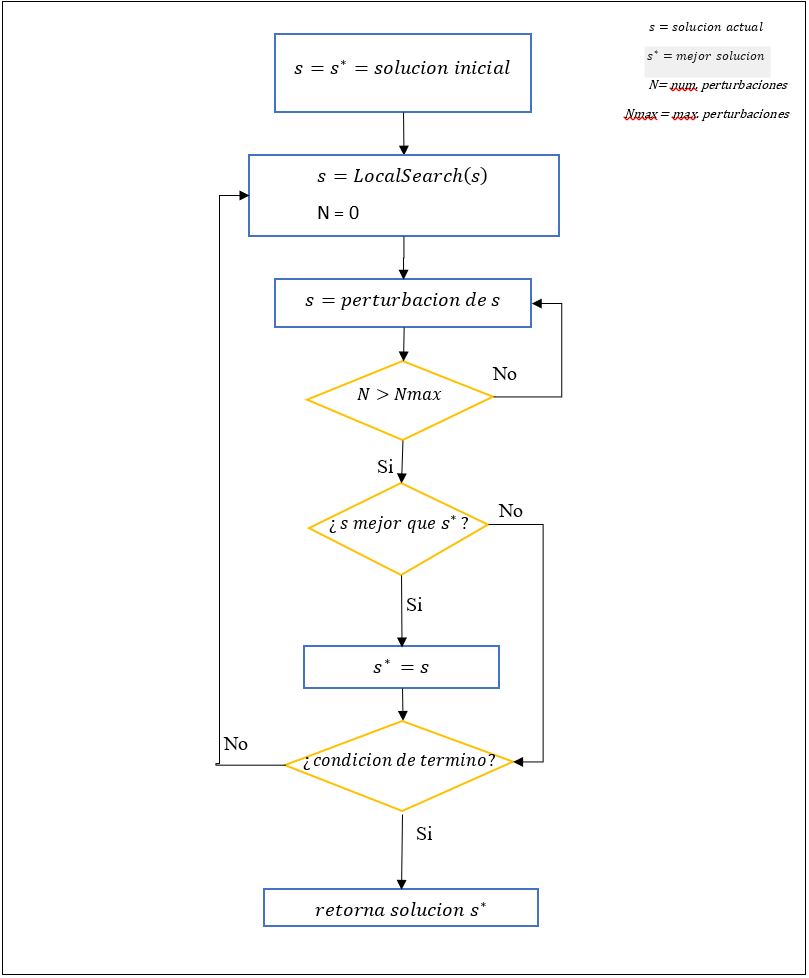 s = solucion actual
s* = mejor solucion
N= num. perturbaciones
Nmax = max. perturbaciones
s = s* = solucion inicial
s = LocalSearch(s)
N = 0
s = perturbacion de s
No
N > Nmax
Si
No
¿s mejor que s*?
Si
s* = s
No
¿condicion de termino?
Si
retorna solucion s*